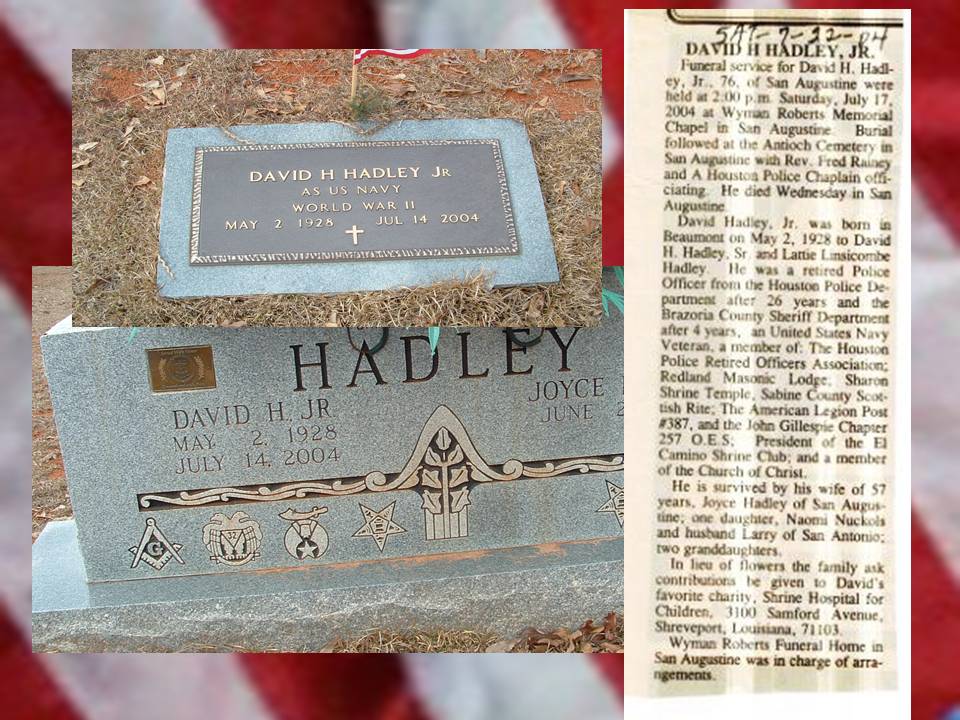 DAVID H HADLEY JR
AS US NAVY
WORLD WAR II
MAY 2 1928 JUL 14 2004
HADLEY
DAVID H. JR
MAY 2, 1928
JULY 14, 2004
JOYCE
JUNE
G
32
SAT-7-22-04
DAVID H HADLEY, JR.
Funeral service for David H. Hadl-
ey, Jr., 76, of San Augustine were
held at 2:00 p.m. Saturday, July 17,
2004 at Wyman Roberts Memorial
Chapel in San Augustine. Burial
followed at the Antioch Cemetery in
San Augustine with Rev. Fred Rainey
and A Houston Police Chaplain offi-
ciating. He died Wednesday in San
Augustine.
David Hadley, Jr. was born in
Beaumont on May 2, 1928 to David
H. Hadley, Sr. and Lattie Linsicombe
Hadley. He was a retired Police
Officer from the Houston Police De-
partment after 26 years and the
Brazoria County Sheriff Department
after 4 years, an United States Navy
Veteran, a member of: The Houston
Police Retired Officers Association;
Redland Masonic Lodge; Sharon
Shrine Temple, Sabine County Scot-
tish Rite; The American Legion Post
#387, and the John Gillespie Chapter
257 O.E.S; President of the El
Camino Shrine Club; and a member
of the Church of Christ.
He is survived by his wife of 57
years, Joyce Hadley of San Augus-
tine; one daughter, Naomi Nuckols
and husband Larry of San Antonio;
two granddaughters.
In lieu of flowers the family ask
contributions be given to David's
favorite charity, Shrine Hospital for
Children, 3100 Samford Avenue,
Shreveport, Louisiana, 71103.
Wyman Roberts Funeral Home in
San Augustine was in charge of arra-
ngements.